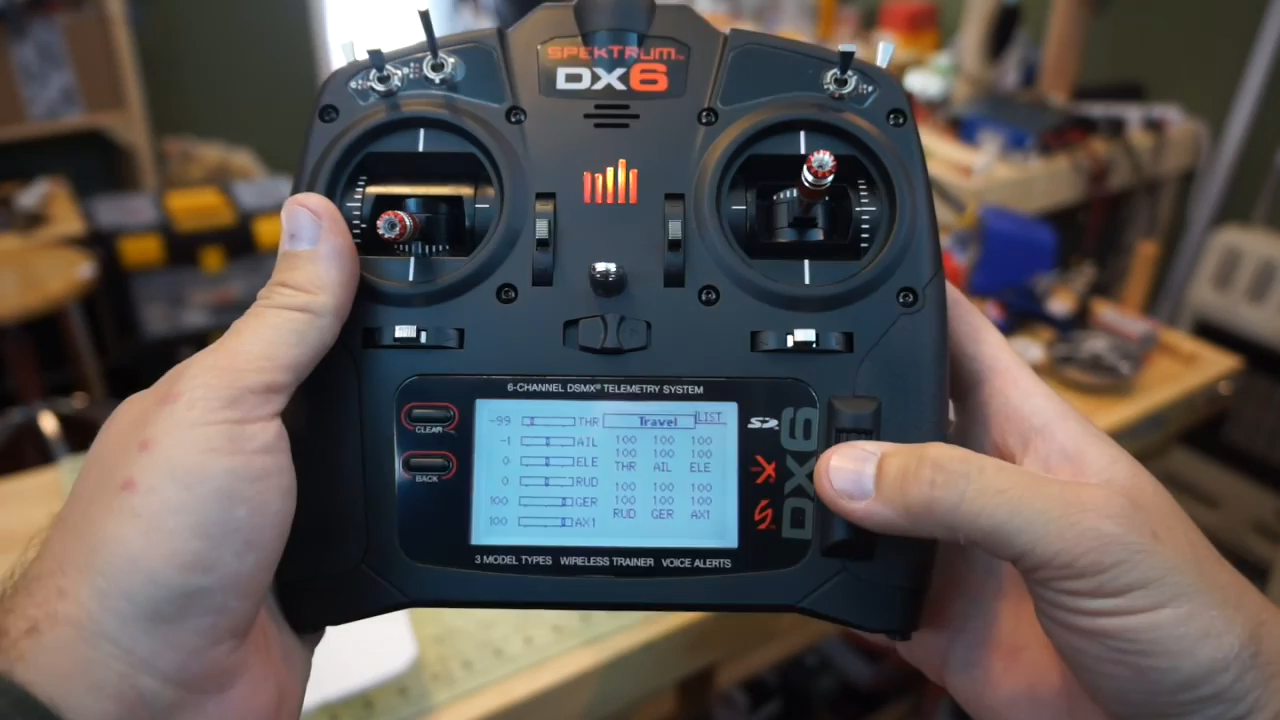 SPEKTRUM
DX6
6-CHANNEL DSMX® TELEMETRY SYSTEM
CLEAR
BACK
-99 THR
-1 AIL
0 ELE
0 RUD
100 GER
100 AX1
Travel LIST
100 100 100
100 100 100
THR AIL ELE
100 100 100
100 100 100
RUD GER AX1
SD
DX6
3 MODEL TYPES WIRELESS TRAINER VOICE ALERTS